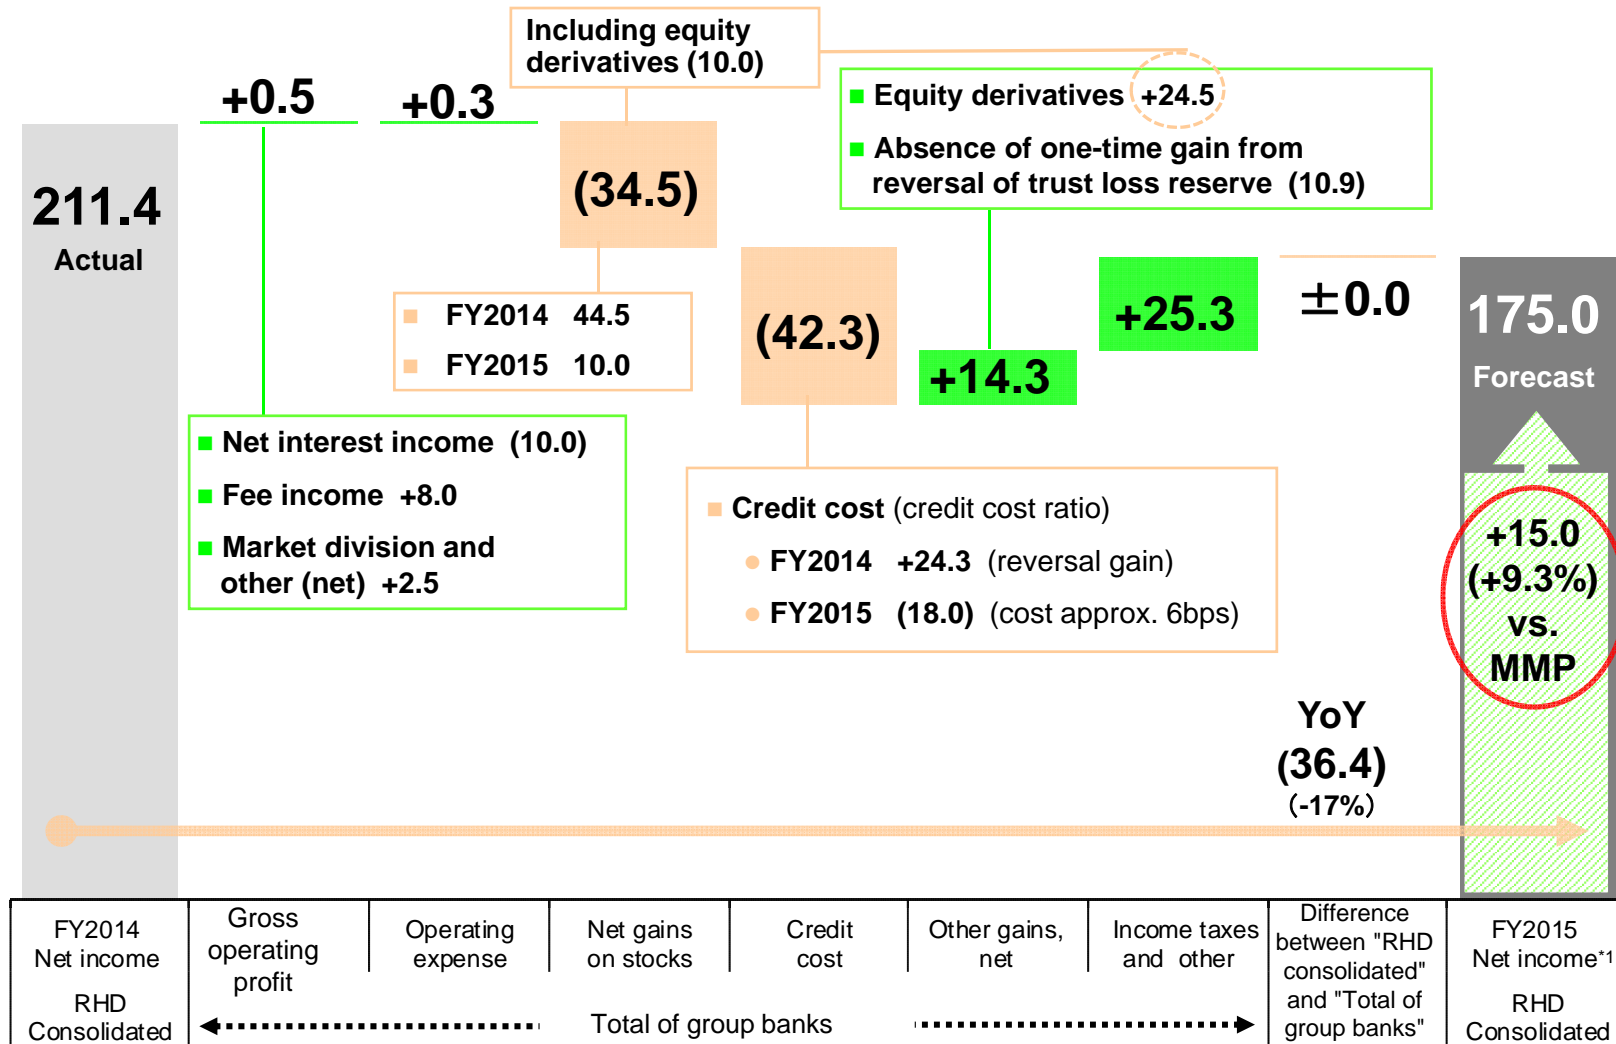 Including equity
derivatives (10.0)
+0.5
+0.3
■ Equity derivatives +24.5
■ Absence of one-time gain from
reversal of trust loss reserve (10.9)
211.4
Actual
(34.5)
■ FY2014 44.5
■ FY2015 10.0
(42.3)
+14.3
+25.3
±0.0
175.0
Forecast
■ Net interest income (10.0)
■ Fee income +8.0
■ Market division and
other (net) +2.5
■ Credit cost (credit cost ratio)
● FY2014 +24.3 (reversal gain)
● FY2015 (18.0) (cost approx. 6bps)
+15.0
(+9.3%)
vs.
MMP
YoY
(36.4)
(-17%)
FY2014
Net income
RHD
Consolidated
Gross
operating
profit
Operating
expense
Net gains
on stocks
Credit
cost
Other gains,
net
Income taxes
and other
Total of group banks
Difference
between "RHD
consolidated"
and "Total of
group banks"
FY2015
Net income*1
RHD
Consolidated